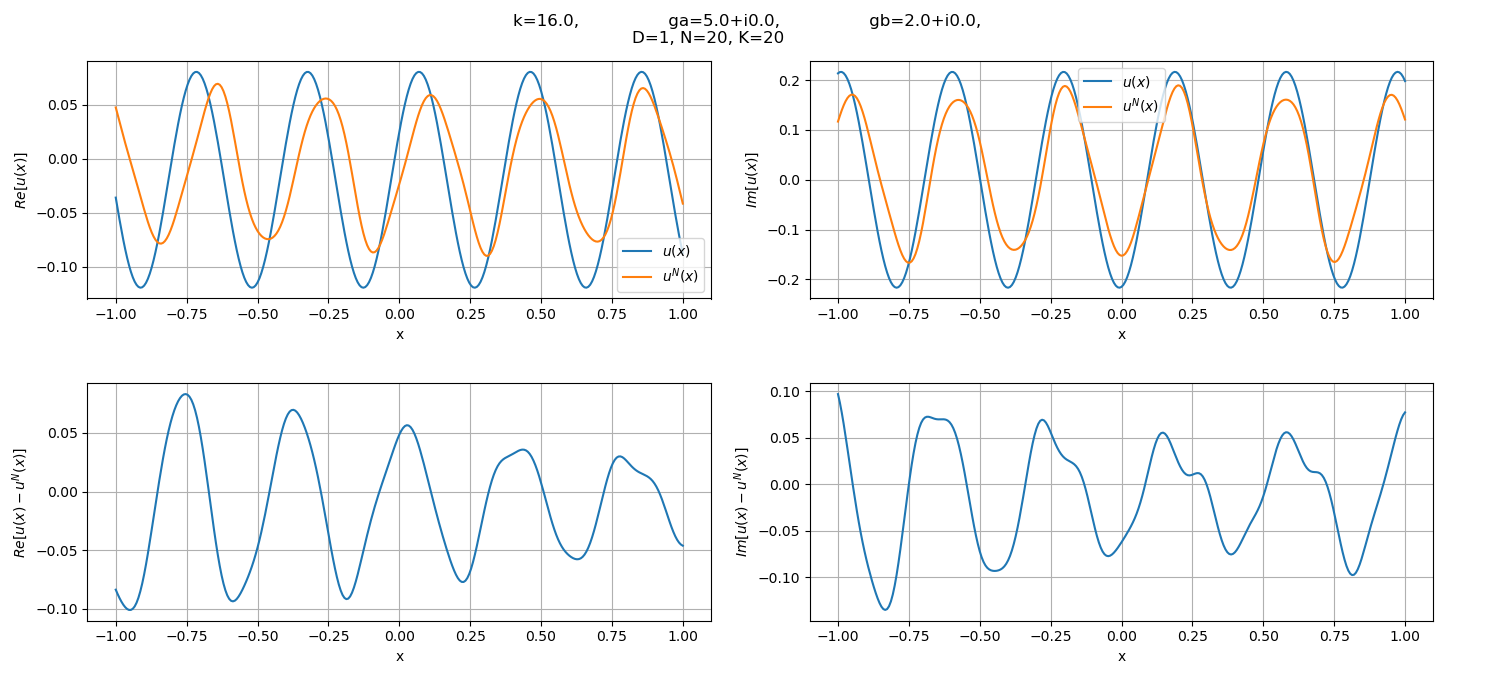 k=16.0, ga=5.0+i0.0, gb=2.0+i0.0,
D=1, N=20, K=20
Re[u(x)]
0.05
0.00
−0.05
−0.10
u(x)
u^N(x)
−1.00 −0.75 −0.50 −0.25 0.00 0.25 0.50 0.75 1.00
x
Im[u(x)]
0.2
0.1
0.0
−0.1
−0.2
u(x)
u^N(x)
−1.00 −0.75 −0.50 −0.25 0.00 0.25 0.50 0.75 1.00
x
Re[u(x) − u^N(x)]
0.05
0.00
−0.05
−0.10
−1.00 −0.75 −0.50 −0.25 0.00 0.25 0.50 0.75 1.00
x
Im[u(x) − u^N(x)]
0.10
0.05
0.00
−0.05
−0.10
−1.00 −0.75 −0.50 −0.25 0.00 0.25 0.50 0.75 1.00
x